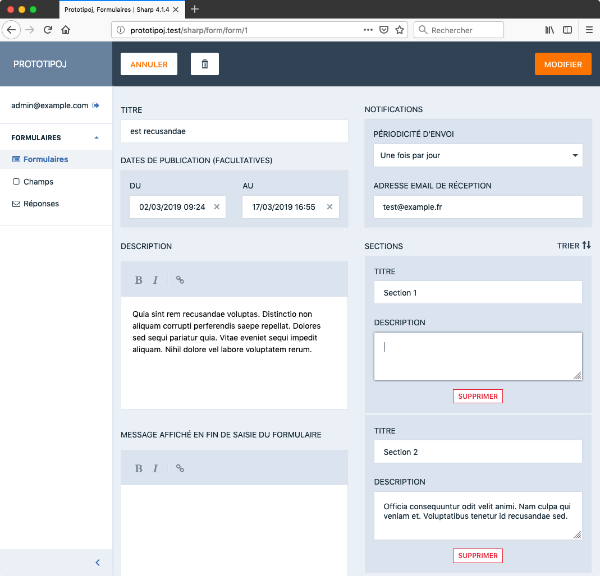 Prototipoj, Formulaires | Sharp 4.1.4
prototipoj.test/sharp/form/form/1
Rechercher
PROTOTIPOJ
ANNULER
MODIFIER
admin@example.com
FORMULAIRES
Formulaires
Champs
Réponses
TITRE
est recusandae
DATES DE PUBLICATION (FACULTATIVES)
DU
AU
02/03/2019 09:24
17/03/2019 16:55
DESCRIPTION
B I
Quia sint rem recusandae voluptas. Distinctio non
aliquam corrupti perferendis saepe repellat. Dolores
sed sequi pariatur quia. Vitae eveniet sequi impedit
aliquam. Nihil dolore vel labore voluptatem rerum.
MESSAGE AFFICHÉ EN FIN DE SAISIE DU FORMULAIRE
B I
NOTIFICATIONS
PÉRIODICITÉ D'ENVOI
Une fois par jour
ADRESSE EMAIL DE RÉCEPTION
test@example.fr
SECTIONS
TRIER
TITRE
Section 1
DESCRIPTION
SUPPRIMER
TITRE
Section 2
DESCRIPTION
Officia consequuntur odit velit animi. Nam culpa qui
veniam et. Voluptatibus tenetur id recusandae sed.
SUPPRIMER